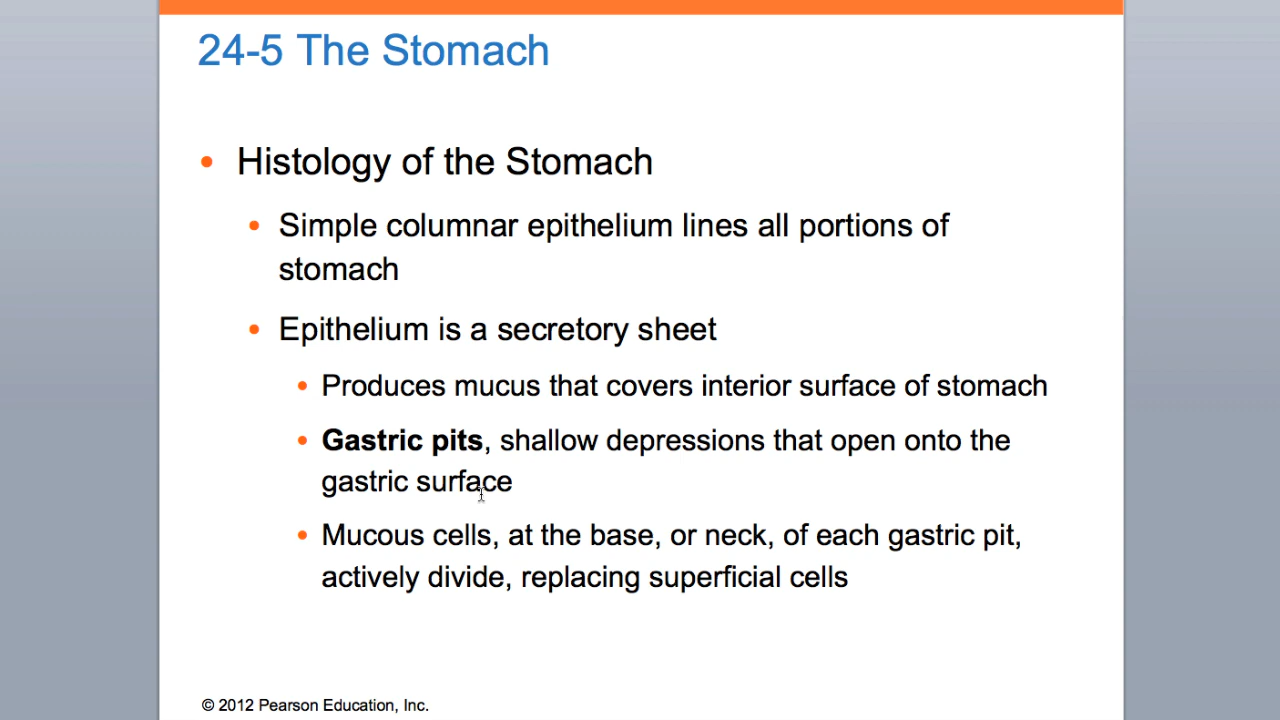 24-5 The Stomach
• Histology of the Stomach
• Simple columnar epithelium lines all portions of
stomach
• Epithelium is a secretory sheet
• Produces mucus that covers interior surface of stomach
• Gastric pits, shallow depressions that open onto the
gastric surface
• Mucous cells, at the base, or neck, of each gastric pit,
actively divide, replacing superficial cells
© 2012 Pearson Education, Inc.